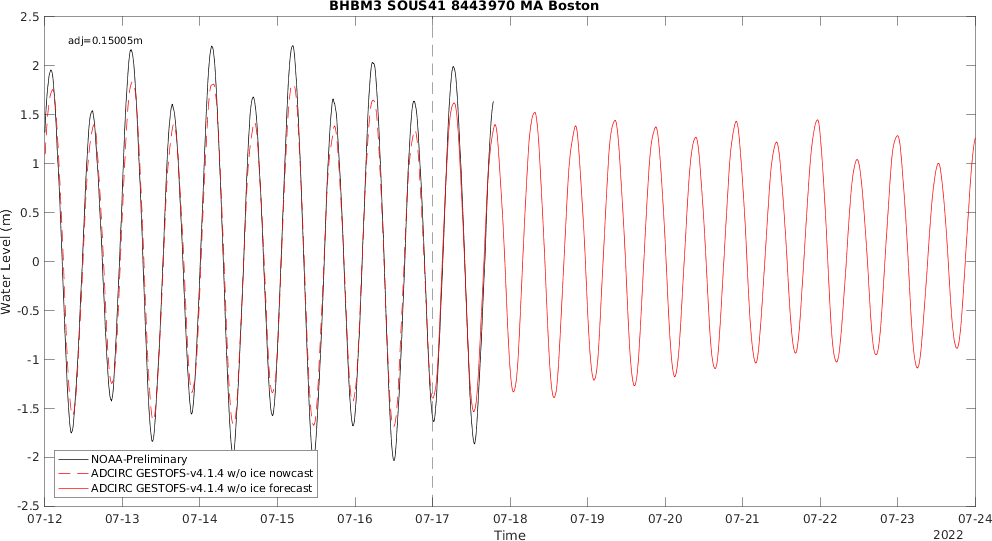 BHBM3 SOUS41 8443970 MA Boston
adj=0.15005m
2.5
2
1.5
1
0.5
0
-0.5
-1
-1.5
-2
-2.5
Water Level (m)
NOAA-Preliminary
ADCIRC GESTOFS-v4.1.4 w/o ice nowcast
ADCIRC GESTOFS-v4.1.4 w/o ice forecast
07-12 07-13 07-14 07-15 07-16 07-17 07-18 07-19 07-20 07-21 07-22 07-23 07-24
Time
2022